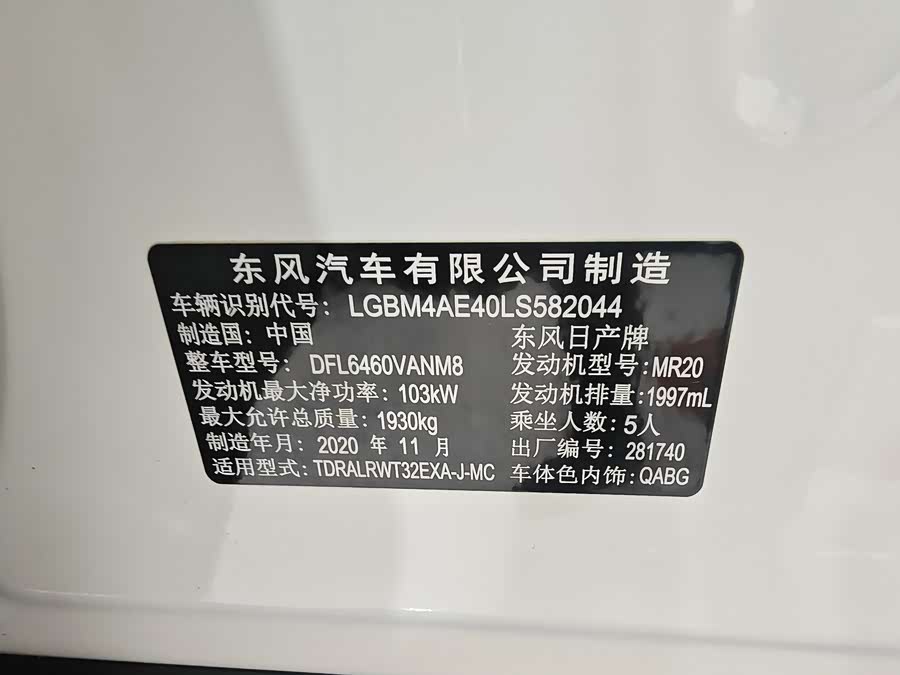 东风汽车有限公司制造
车辆识别代号: LGBM4AE40LS582044
制造国: 中国 东风日产牌
整车型号: DFL6460VANM8 发动机型号:MR20
发动机最大净功率: 103kW 发动机排量:1997mL
最大允许总质量: 1930kg 乘坐人数:5人
制造年月: 2020 年 11 月 出厂编号: 281740
适用型式: TDRALRWT32EXA-J-MC 车体色内饰:QABG